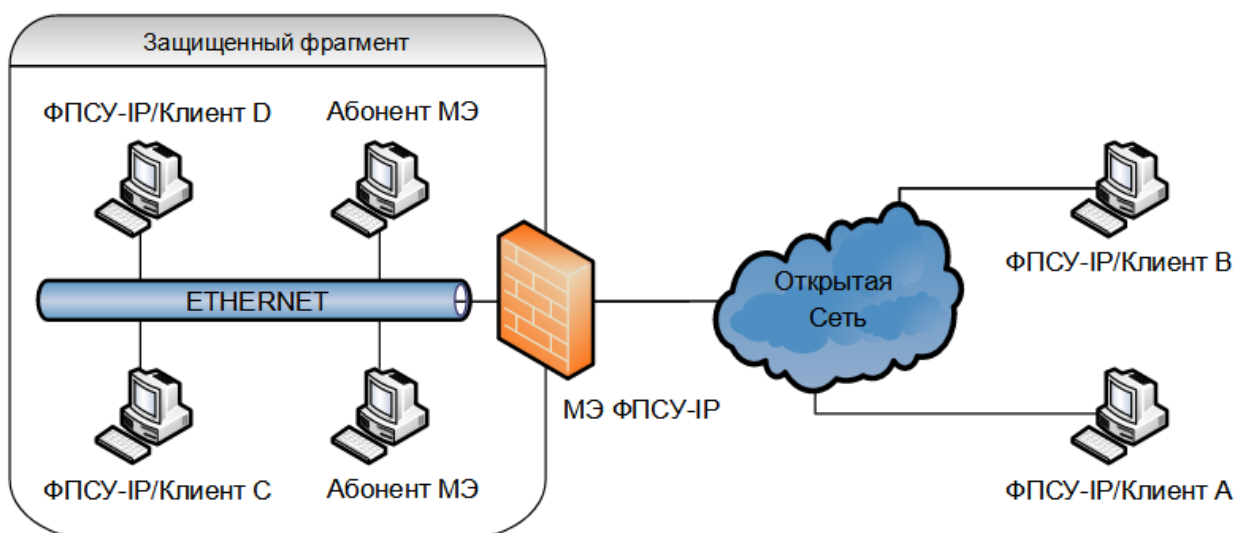 Защищенный фрагмент
ФПСУ-IP/Клиент D
Абонент МЭ
ETHERNET
ФПСУ-IP/Клиент C
Абонент МЭ
МЭ ФПСУ-IP
Открытая
Сеть
ФПСУ-IP/Клиент B
ФПСУ-IP/Клиент A